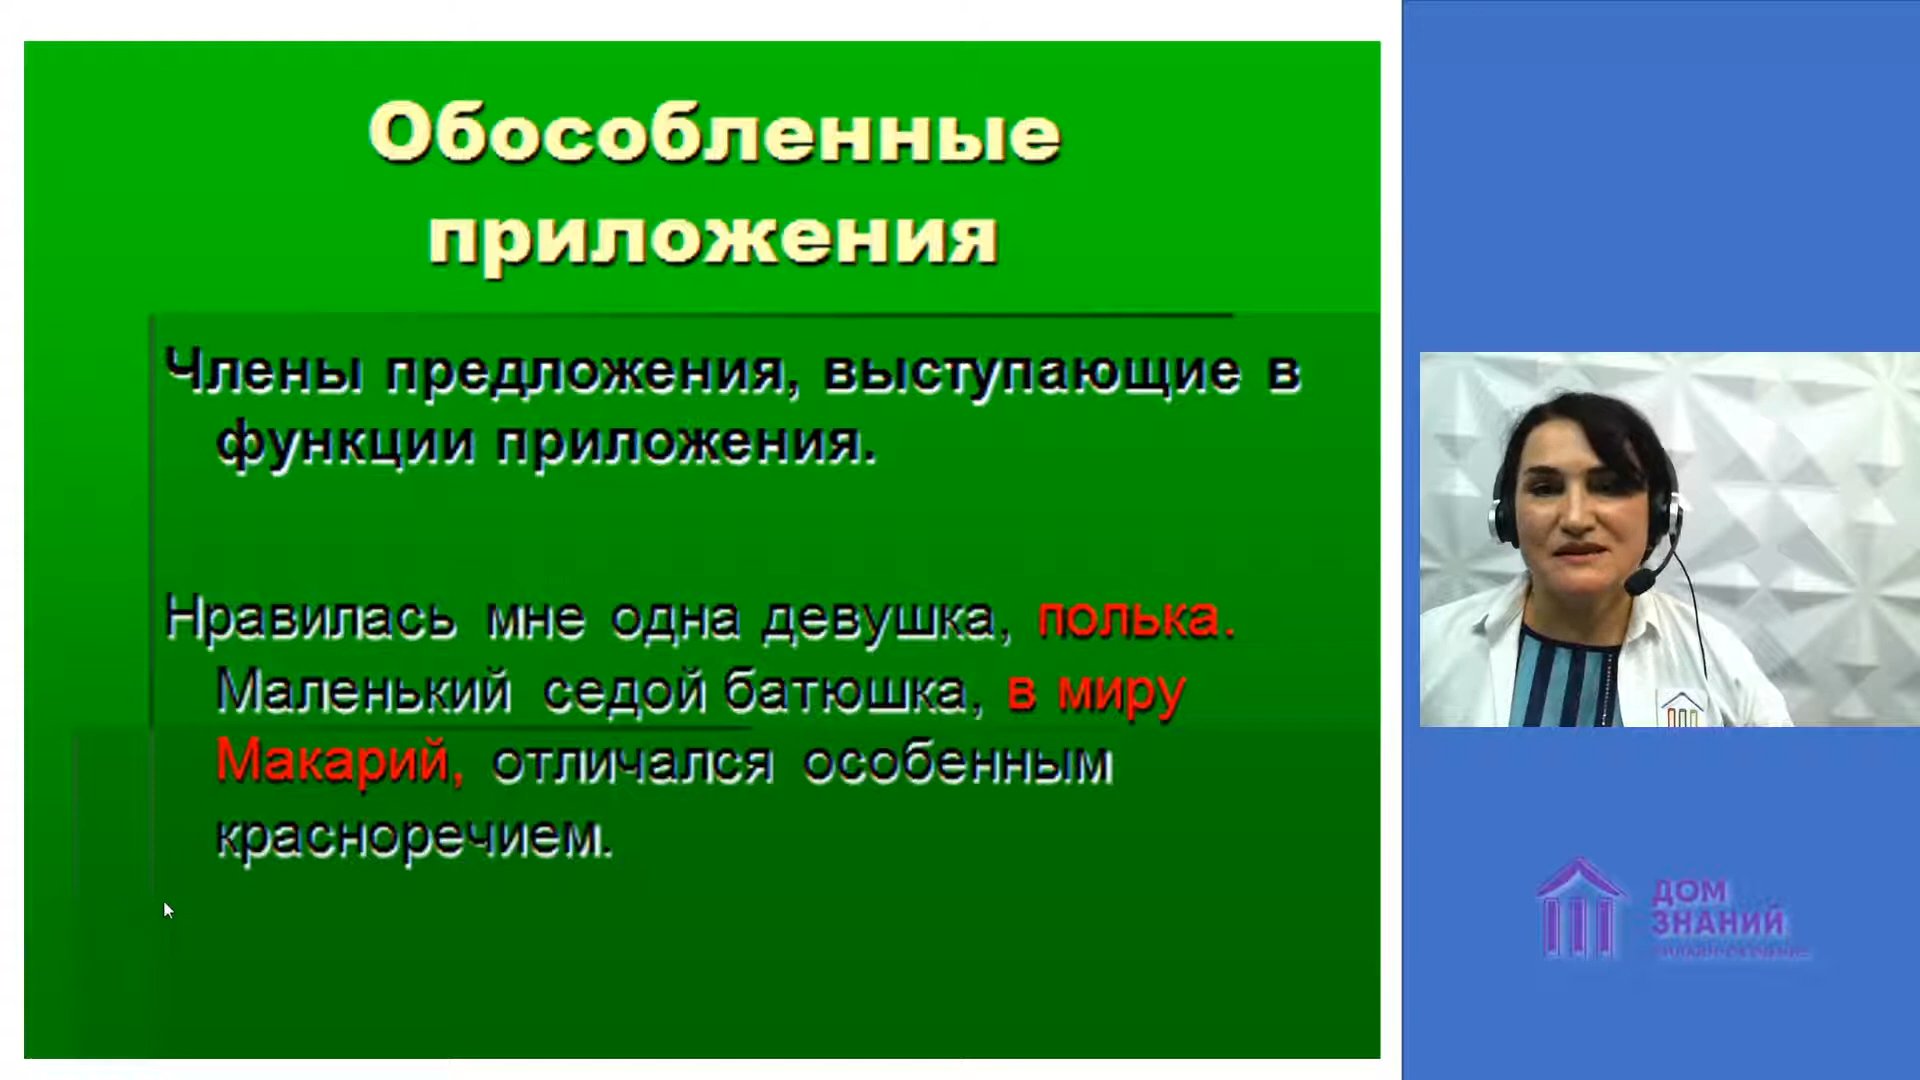 Обособленные
приложения
Члены предложения, выступающие в
функции приложения.
Нравилась мне одна девушка, полька.
Маленький седой батюшка, в миру
Макарий, отличался особенным
красноречием.
ДОМ
ЗНАНИЙ